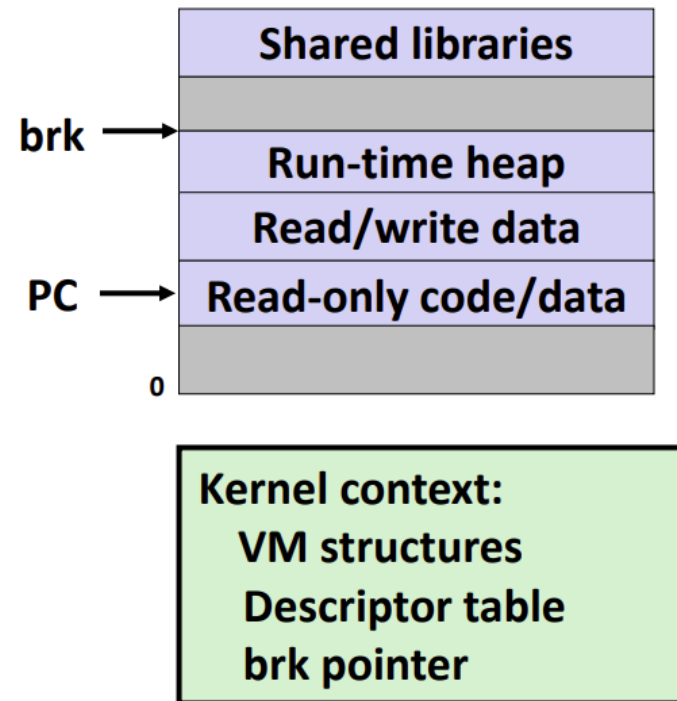 Shared libraries
brk
Run-time heap
Read/write data
PC
Read-only code/data
0
Kernel context:
VM structures
Descriptor table
brk pointer